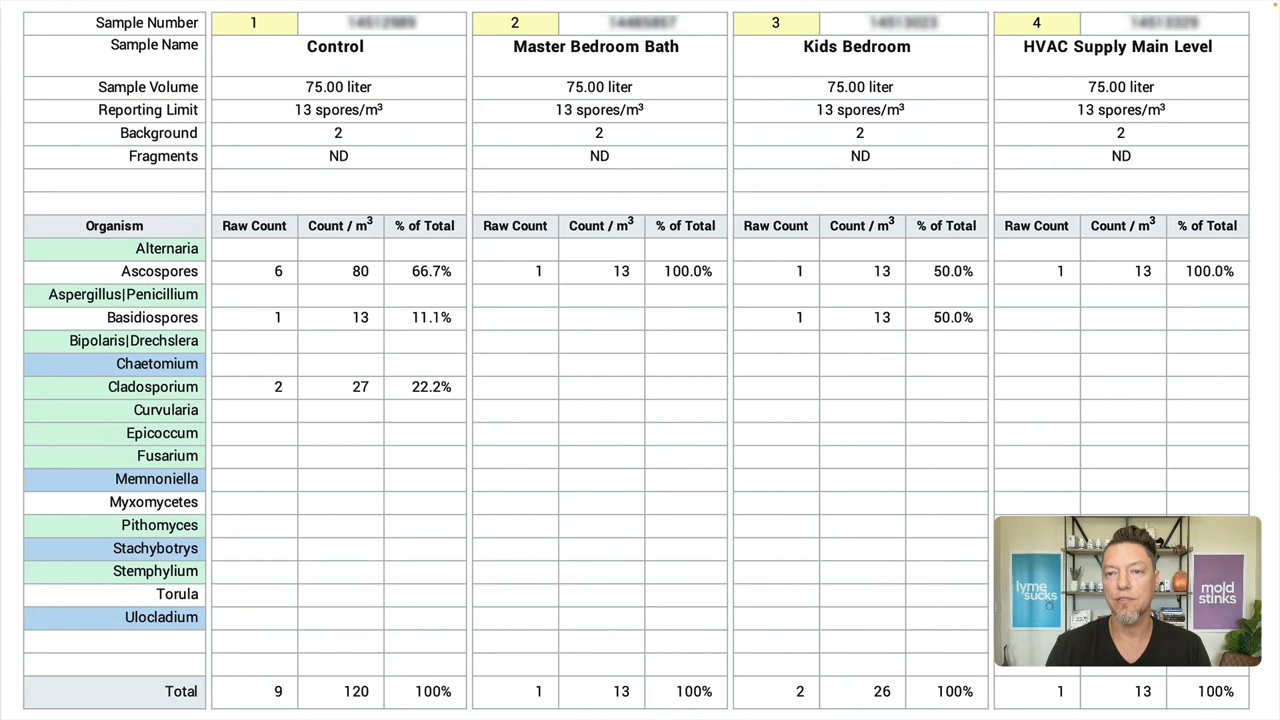 Sample Number 1 2 3 4
Sample Name Control Master Bedroom Bath Kids Bedroom HVAC Supply Main Level
Sample Volume 75.00 liter 75.00 liter 75.00 liter 75.00 liter
Reporting Limit 13 spores/m³ 13 spores/m³ 13 spores/m³ 13 spores/m³
Background 2 2 2 2
Fragments ND ND ND ND
Organism Raw Count Count / m³ % of Total Raw Count Count / m³ % of Total Raw Count Count / m³ % of Total Raw Count Count / m³ % of Total
Alternaria
Ascospores 6 80 66.7% 1 13 100.0% 1 13 50.0% 1 13 100.0%
Aspergillus|Penicillium
Basidiospores 1 13 11.1% 1 13 50.0%
Bipolaris|Drechslera
Chaetomium
Cladosporium 2 27 22.2%
Curvularia
Epicoccum
Fusarium
Memnoniella
Myxomycetes
Pithomyces
Stachybotrys
Stemphylium
Torula
Ulocladium
Total 9 120 100% 1 13 100% 2 26 100% 1 13 100%
lyme
sucks
mold
stinks